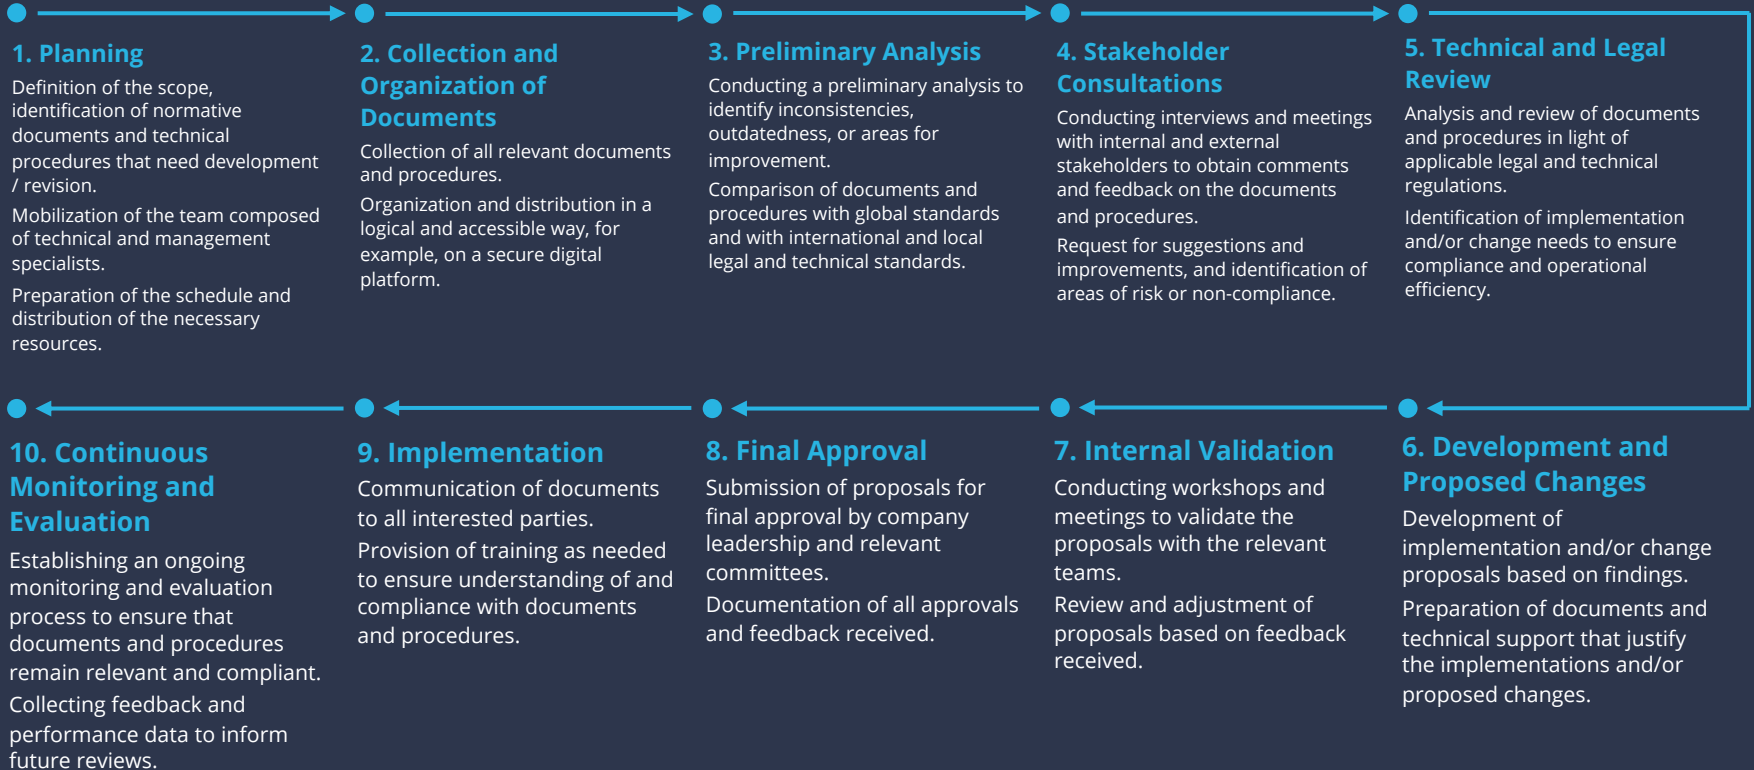 1. Planning
Definition of the scope,
identification of normative
documents and technical
procedures that need development
/ revision.
Mobilization of the team composed
of technical and management
specialists.
Preparation of the schedule and
distribution of the necessary
resources.
2. Collection and
Organization of
Documents
Collection of all relevant documents
and procedures.
Organization and distribution in a
logical and accessible way, for
example, on a secure digital
platform.
3. Preliminary Analysis
Conducting a preliminary analysis to
identify inconsistencies,
outdatedness, or areas for
improvement.
Comparison of documents and
procedures with global standards
and with international and local
legal and technical standards.
4. Stakeholder
Consultations
Conducting interviews and meetings
with internal and external
stakeholders to obtain comments
and feedback on the documents
and procedures.
Request for suggestions and
improvements, and identification of
areas of risk or non-compliance.
5. Technical and Legal
Review
Analysis and review of documents
and procedures in light of
applicable legal and technical
regulations.
Identification of implementation
and/or change needs to ensure
compliance and operational
efficiency.
6. Development and
Proposed Changes
Development of
implementation and/or change
proposals based on findings.
Preparation of documents and
technical support that justify
the implementations and/or
proposed changes.
7. Internal Validation
Conducting workshops and
meetings to validate the
proposals with the relevant
teams.
Review and adjustment of
proposals based on feedback
received.
8. Final Approval
Submission of proposals for
final approval by company
leadership and relevant
committees.
Documentation of all approvals
and feedback received.
9. Implementation
Communication of documents
to all interested parties.
Provision of training as needed
to ensure understanding of and
compliance with documents
and procedures.
10. Continuous
Monitoring and
Evaluation
Establishing an ongoing
monitoring and evaluation
process to ensure that
documents and procedures
remain relevant and compliant.
Collecting feedback and
performance data to inform
future reviews.